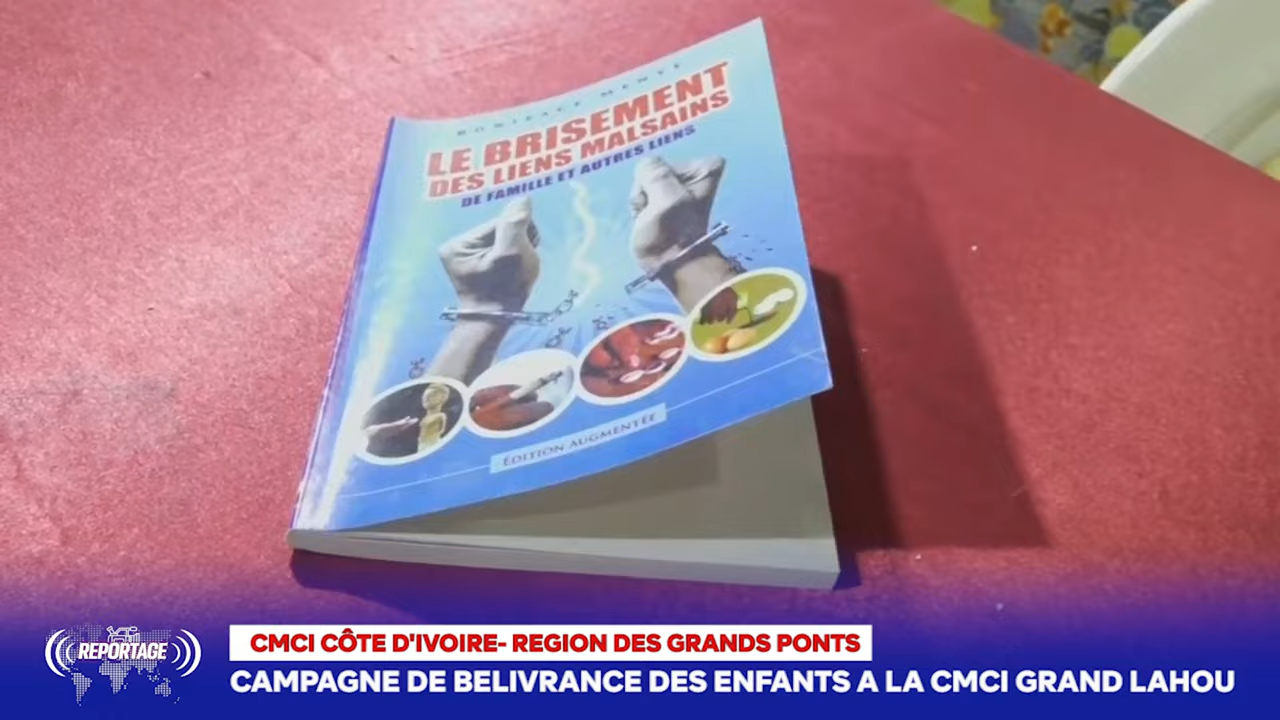 BONIFACE MENYE
LE BRISEMENT
DES LIENS MALSAINS
DE FAMILLE ET AUTRES LIENS
ÉDITION AUGMENTÉE
REPORTAGE
CMCI CÔTE D'IVOIRE- REGION DES GRANDS PONTS
CAMPAGNE DE BELIVRANCE DES ENFANTS A LA CMCI GRAND LAHOU